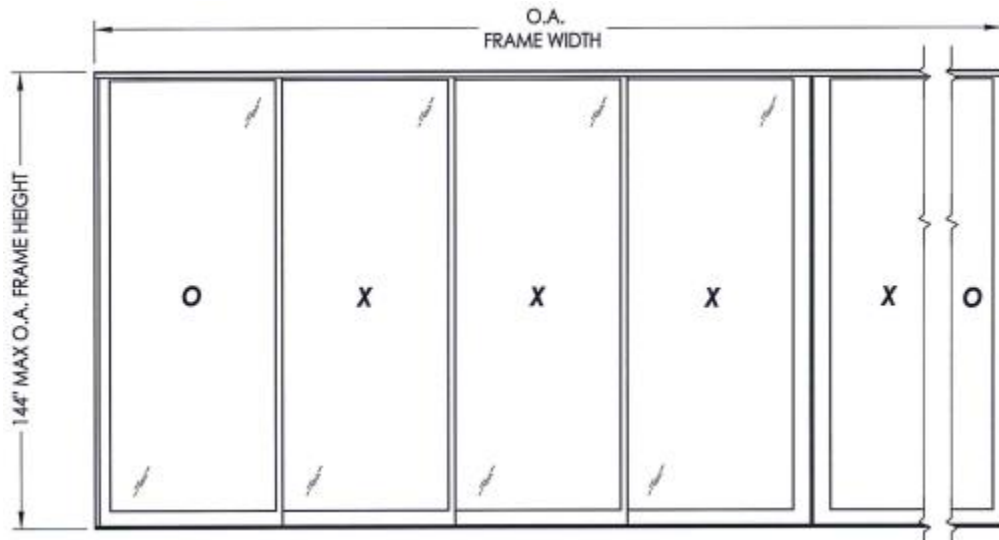 O.A.
FRAME WIDTH
144" MAX O.A. FRAME HEIGHT
O X X X X O